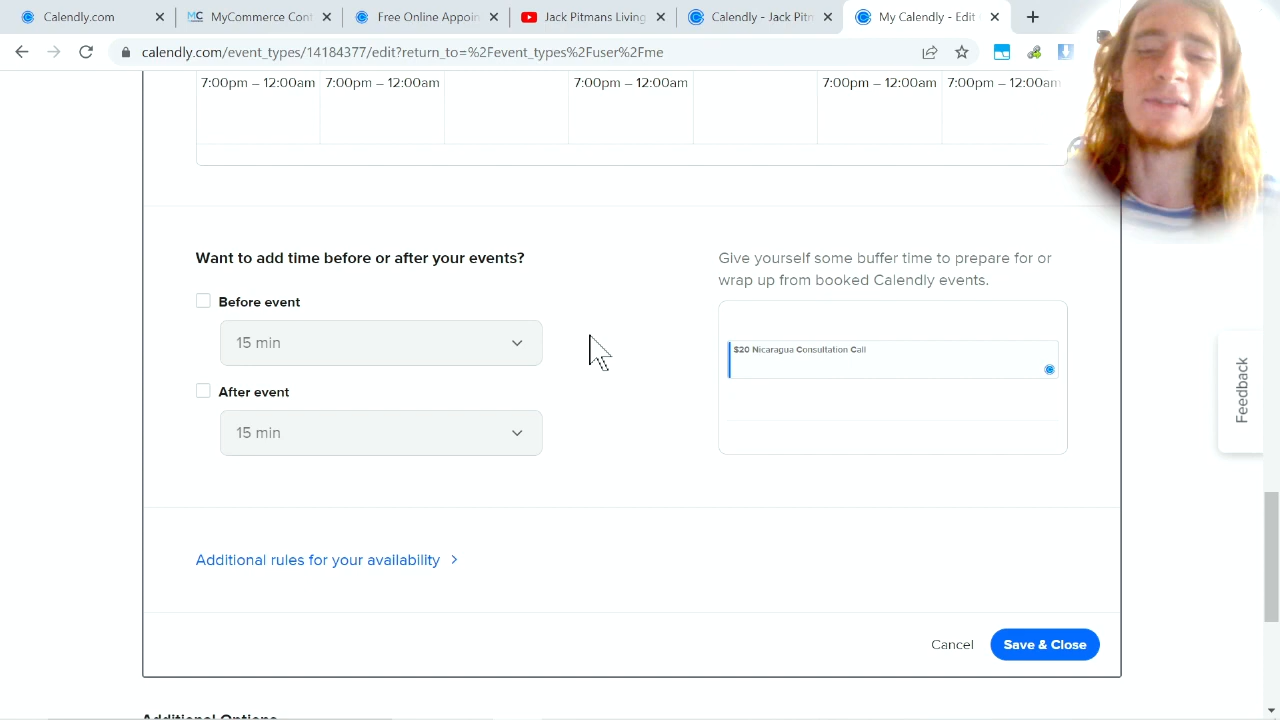 Calendly.com
MyCommerce Cont
Free Online Appoin
Jack Pitmans Living
Calendly - Jack Pitm
My Calendly - Edit
calendly.com/event_types/14184377/edit?return_to=%2Fevent_types%2Fuser%2Fme
7:00pm – 12:00am 7:00pm – 12:00am 7:00pm – 12:00am 7:00pm – 12:00am 7:00pm – 12:00am
Want to add time before or after your events?
Give yourself some buffer time to prepare for or
wrap up from booked Calendly events.
Before event
15 min
$20 Nicaragua Consultation Call
After event
15 min
Feedback
Additional rules for your availability
Cancel
Save & Close
Additional Options